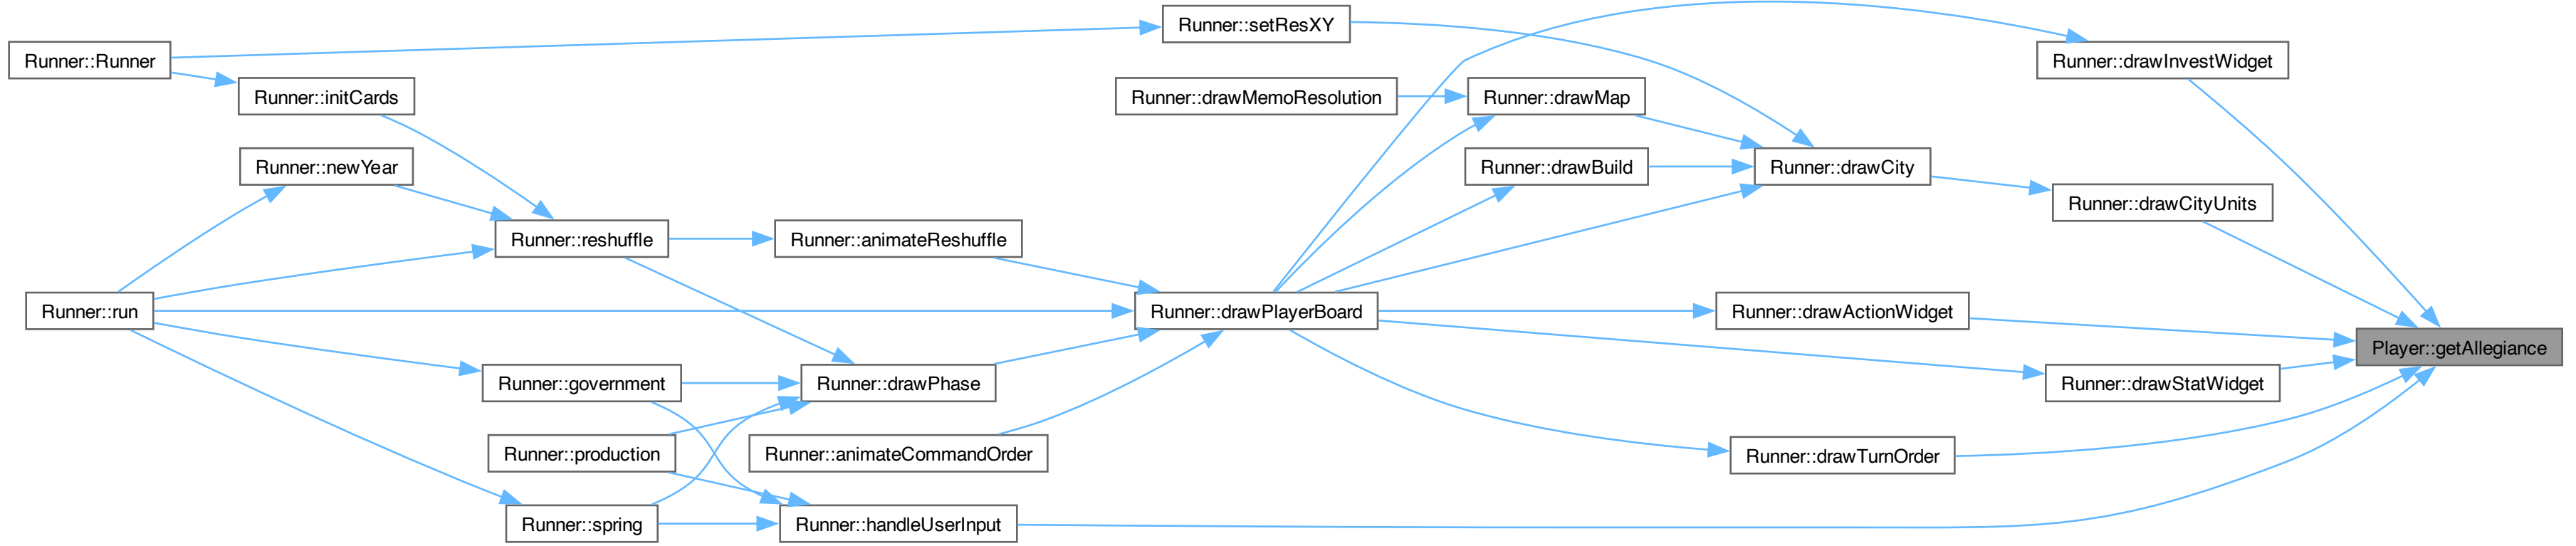 Runner::setResXY
Runner::Runner
Runner::drawInvestWidget
Runner::initCards
Runner::drawMemoResolution
Runner::drawMap
Runner::newYear
Runner::drawBuild
Runner::drawCity
Runner::drawCityUnits
Runner::reshuffle
Runner::animateReshuffle
Runner::run
Runner::drawPlayerBoard
Runner::drawActionWidget
Player::getAllegiance
Runner::government
Runner::drawPhase
Runner::drawStatWidget
Runner::production
Runner::animateCommandOrder
Runner::drawTurnOrder
Runner::spring
Runner::handleUserInput